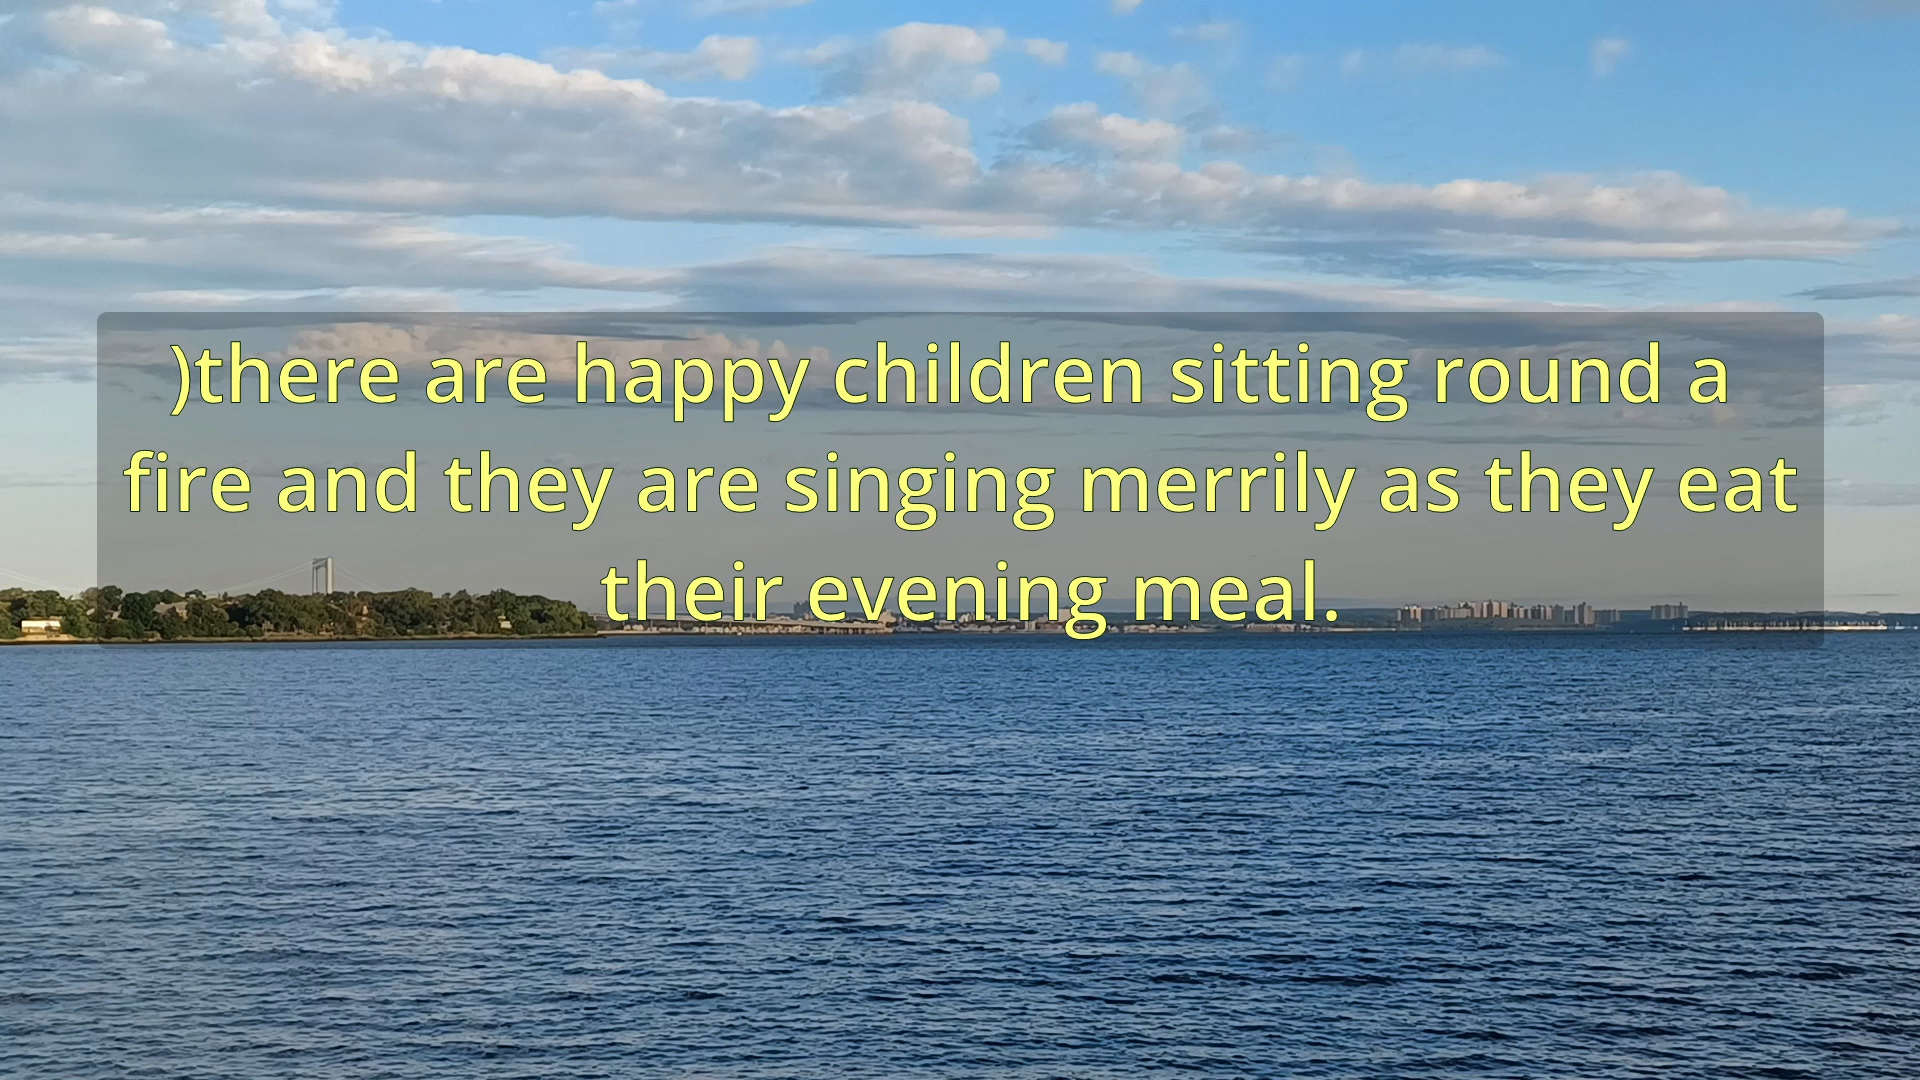 )there are happy children sitting round a
fire and they are singing merrily as they eat
their evening meal.